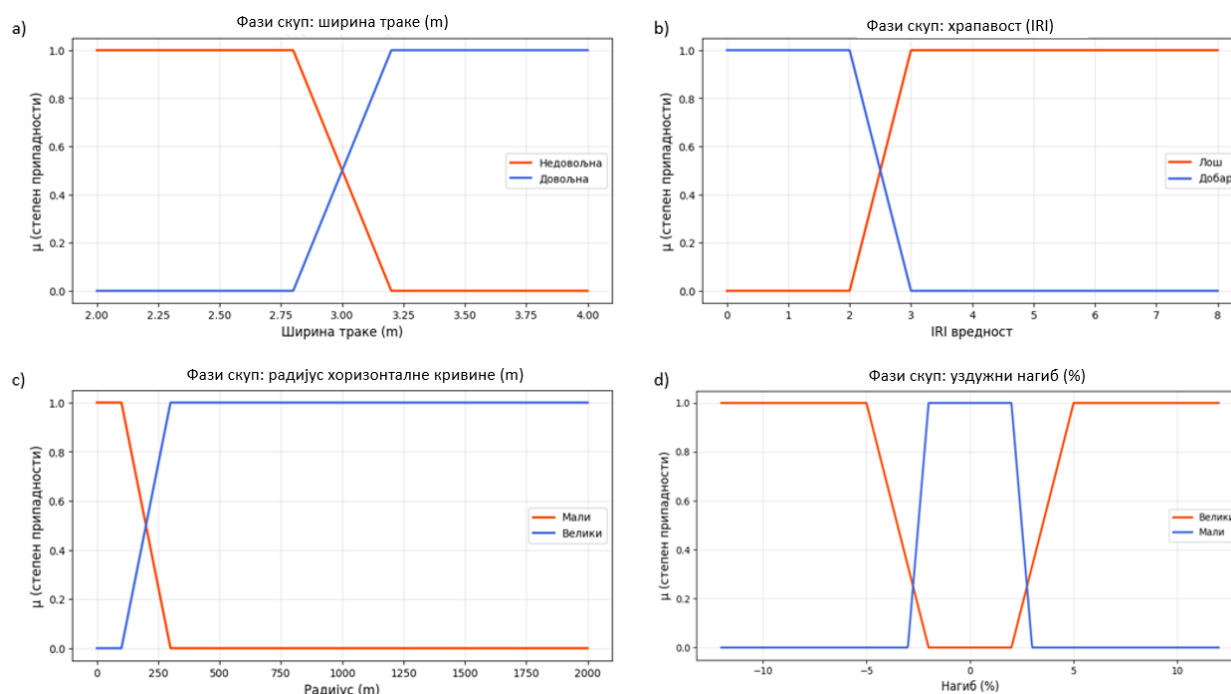 a)
Фази скуп: ширина траке (m)
1.0
0.8
0.6
0.4
0.2
0.0
μ (степен припадности)
Недовољна
Довољна
2.00 2.25 2.50 2.75 3.00 3.25 3.50 3.75 4.00
Ширина траке (m)
b)
Фази скуп: храпавост (IRI)
1.0
0.8
0.6
0.4
0.2
0.0
μ (степен припадности)
Лош
Добар
0 1 2 3 4 5 6 7 8
IRI вредност
c)
Фази скуп: радијус хоризонталне кривине (m)
1.0
0.8
0.6
0.4
0.2
0.0
μ (степен припадности)
Мали
Велики
0 250 500 750 1000 1250 1500 1750 2000
Радијус (m)
d)
Фази скуп: уздужни нагиб (%)
1.0
0.8
0.6
0.4
0.2
0.0
μ (степен припадности)
Велики
Мали
−10 −5 0 5 10
Нагиб (%)